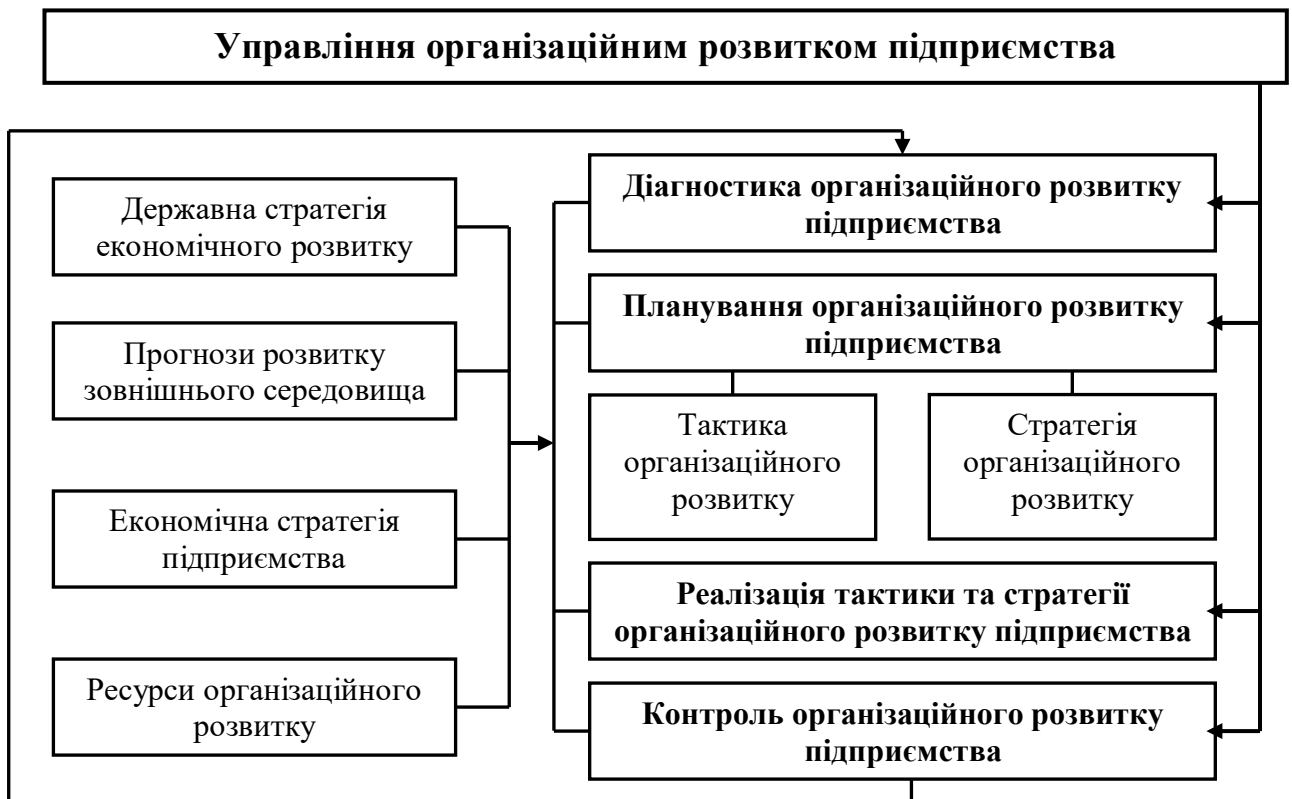 Управління організаційним розвитком підприємства
Державна стратегія
економічного розвитку
Прогнози розвитку
зовнішнього середовища
Економічна стратегія
підприємства
Ресурси організаційного
розвитку
Діагностика організаційного розвитку
підприємства
Планування організаційного розвитку
підприємства
Тактика
організаційного
розвитку
Стратегія
організаційного
розвитку
Реалізація тактики та стратегії
організаційного розвитку підприємства
Контроль організаційного розвитку
підприємства